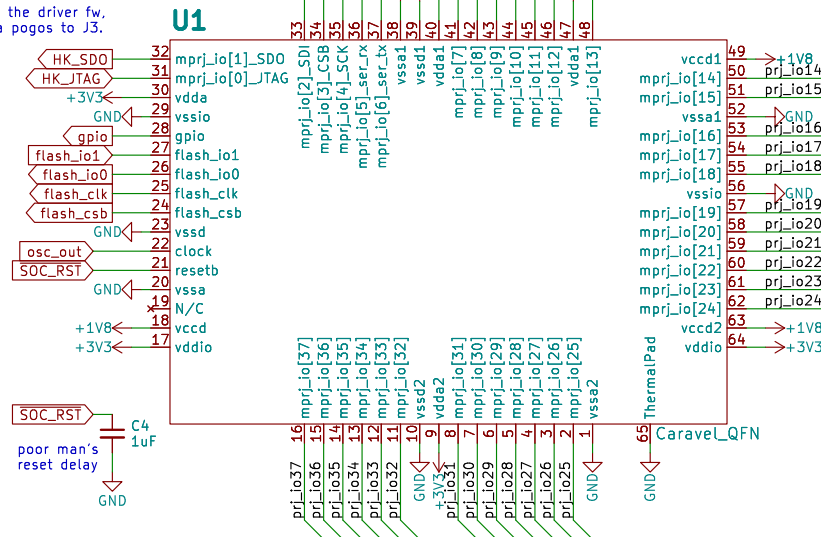 the driver fw,
a pogos to J3.
U1
33
34
35
36
37
38
39
40
41
42
43
44
45
46
47
48
mprj_io[2]_SDI
mprj_io[3]_CSB
mprj_io[4]_SCK
mprj_io[5]_ser_rx
mprj_io[6]_ser_tx
vssa1
vssd1
vdda1
mprj_io[7]
mprj_io[8]
mprj_io[9]
mprj_io[10]
mprj_io[11]
mprj_io[12]
vdda1
mprj_io[13]
HK_SDO 32 mprj_io[1]_SDO
HK_JTAG 31 mprj_io[0]_JTAG
+3V3 30 vdda
GND 29 vssio
gpio 28 gpio
flash_io1 27 flash_io1
flash_io0 26 flash_io0
flash_clk 25 flash_clk
flash_csb 24 flash_csb
GND 23 vssd
osc_out 22 clock
SOC_RST 21 resetb
GND 20 vssa
19 N/C
+1V8 18 vccd
+3V3 17 vddio
vccd1 49 +1V8
mprj_io[14] 50 prj_io14
mprj_io[15] 51 prj_io15
vssa1 52 GND
mprj_io[16] 53 prj_io16
mprj_io[17] 54 prj_io17
mprj_io[18] 55 prj_io18
vssio 56 GND
mprj_io[19] 57 prj_io19
mprj_io[20] 58 prj_io20
mprj_io[21] 59 prj_io21
mprj_io[22] 60 prj_io22
mprj_io[23] 61 prj_io23
mprj_io[24] 62 prj_io24
vccd2 63 +1V8
vddio 64 +3V3
mprj_io[37]
mprj_io[36]
mprj_io[35]
mprj_io[34]
mprj_io[33]
mprj_io[32]
vssd2
vdda2
mprj_io[31]
mprj_io[30]
mprj_io[29]
mprj_io[28]
mprj_io[27]
mprj_io[26]
mprj_io[25]
vssa2
ThermalPad
16
15
14
13
12
11
10
9
8
7
6
5
4
3
2
1
65
Caravel_QFN
prj_io37
prj_io36
prj_io35
prj_io34
prj_io33
prj_io32
GND
+3V3
prj_io31
prj_io30
prj_io29
prj_io28
prj_io27
prj_io26
prj_io25
GND
GND
SOC_RST
C4
1uF
poor man's
reset delay
GND